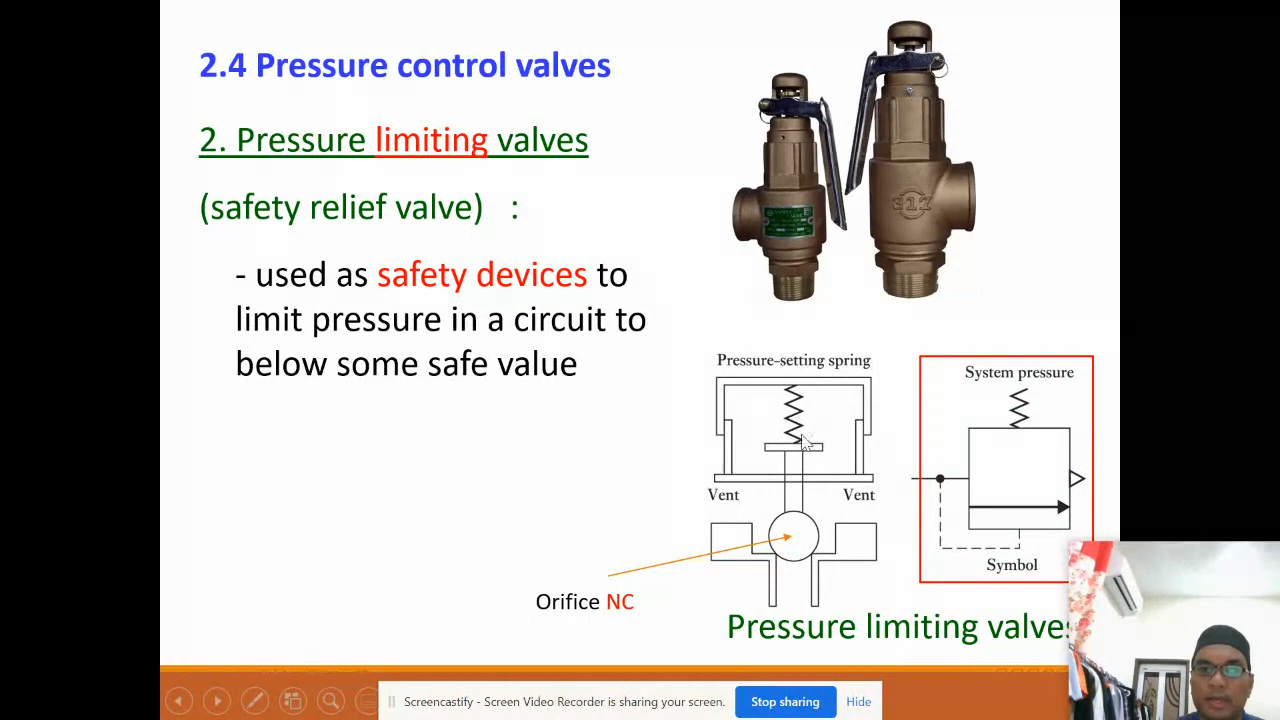 2.4 Pressure control valves
2. Pressure limiting valves
(safety relief valve) :
- used as safety devices to
limit pressure in a circuit to
below some safe value
317
Pressure-setting spring
System pressure
Vent
Vent
Symbol
Orifice NC
Pressure limiting valves
Screencastify - Screen Video Recorder is sharing your screen.
Stop sharing
Hide